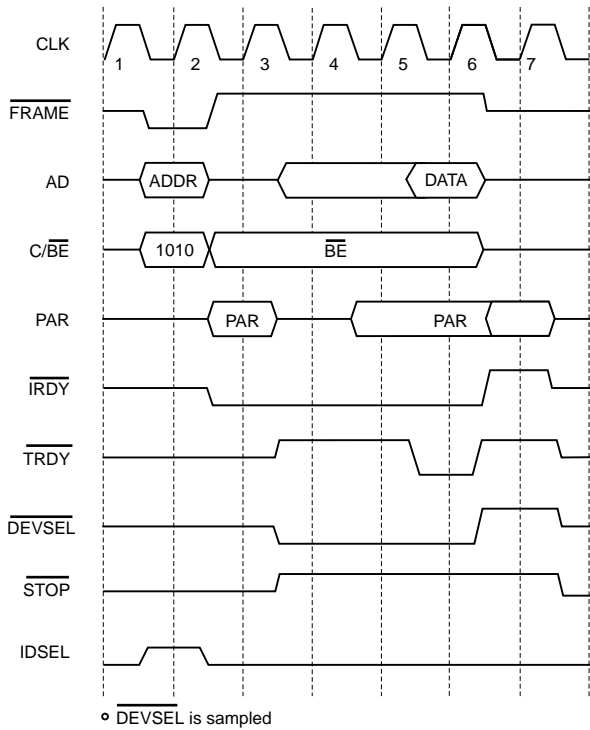 CLK
1 2 3 4 5 6 7
FRAME
AD
ADDR
DATA
C/BE
1010
BE
PAR
PAR
PAR
IRDY
TRDY
DEVSEL
STOP
IDSEL
DEVSEL is sampled